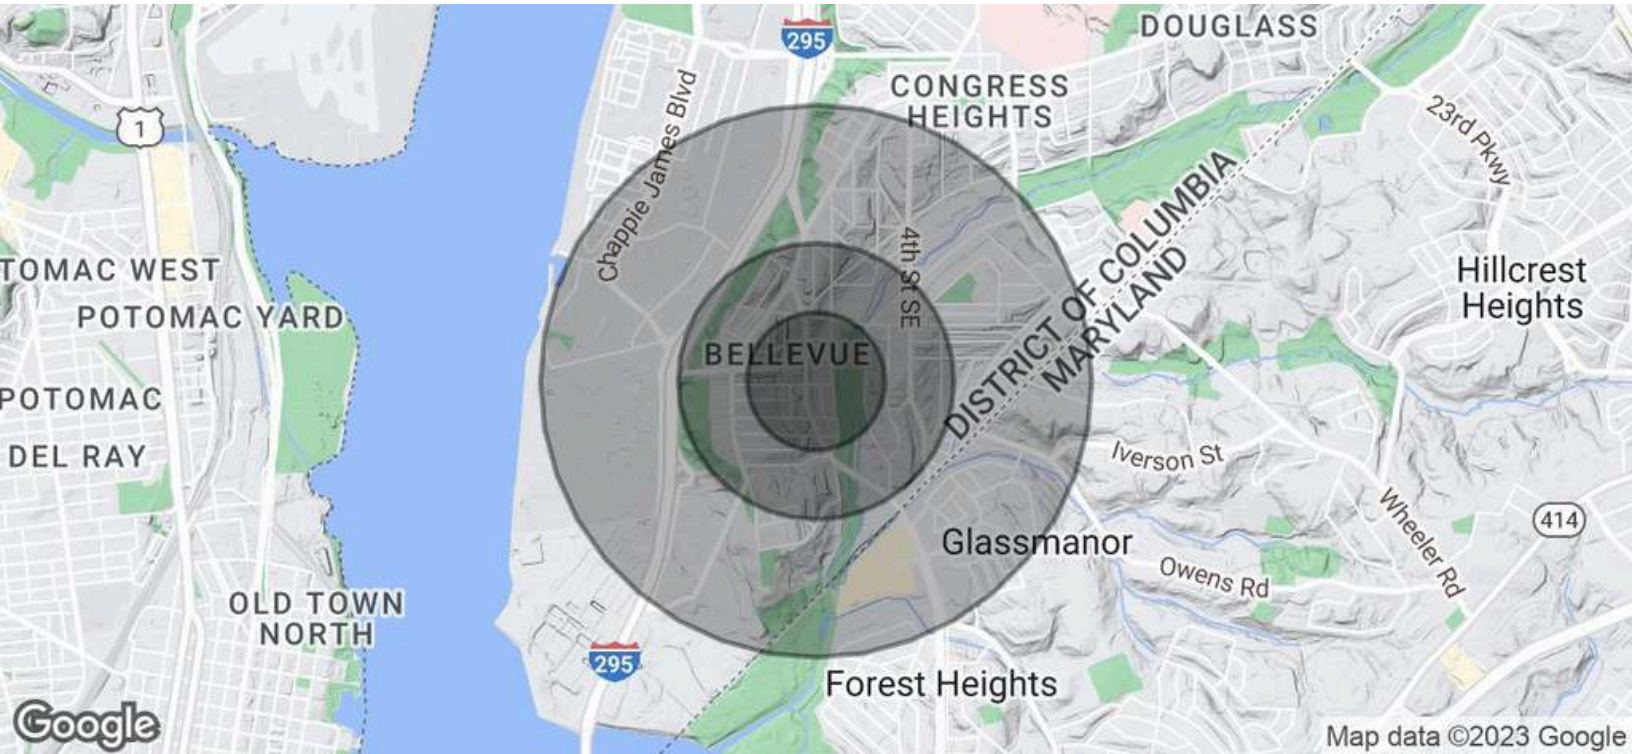 DOUGLASS
295
CONGRESS
HEIGHTS
1
Chappie James Blvd
23rd Pkwy
4th St SE
DISTRICT OF COLUMBIA
MARYLAND
TOMAC WEST
POTOMAC YARD
Hillcrest
Heights
BELLEVUE
POTOMAC
DEL RAY
Iverson St
Wheeler Rd
414
Glassmanor
Owens Rd
OLD TOWN
NORTH
295
Forest Heights
Google
Map data ©2023 Google